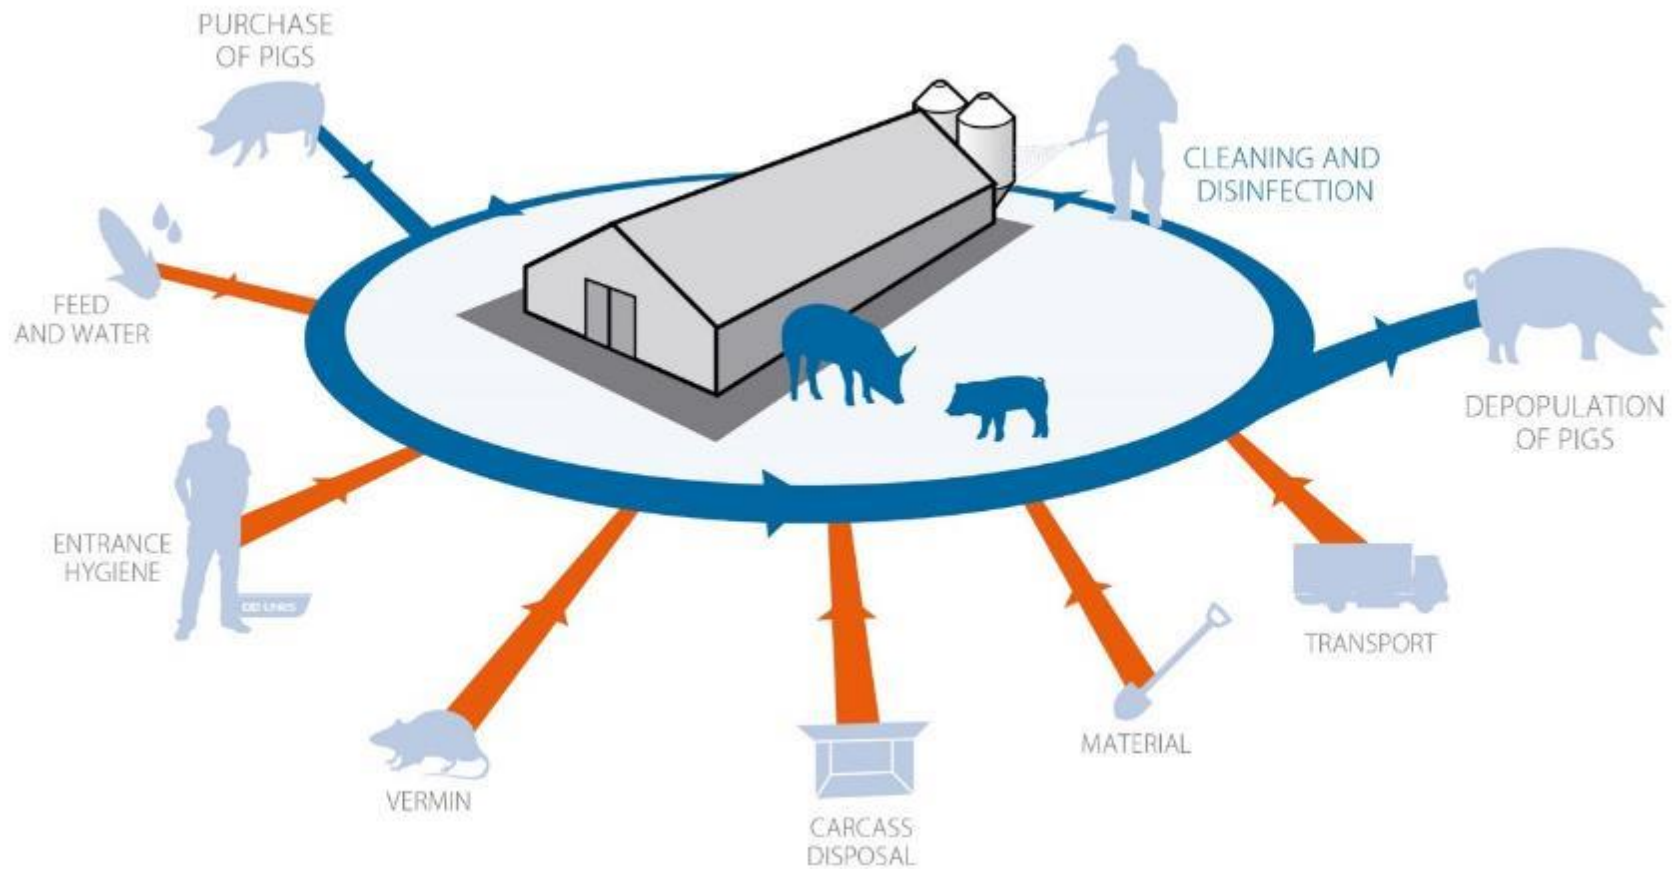 PURCHASE
OF PIGS
CLEANING AND
DISINFECTION
FEED
AND WATER
DEPOPULATION
OF PIGS
ENTRANCE
HYGIENE
TRANSPORT
MATERIAL
VERMIN
CARCASS
DISPOSAL